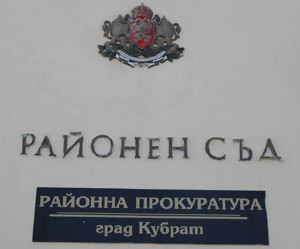 РАЙОНЕН СЪД
РАЙОННА ПРОКУРАТУРА
град Кубрат